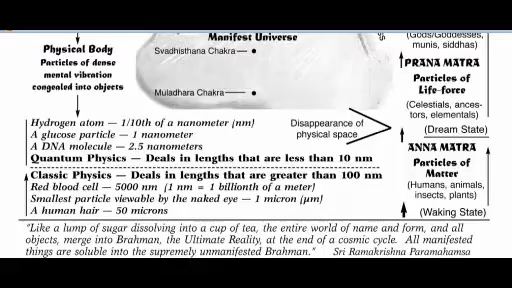 Manifest Universe
(Gods/Goddesses,
munis, siddhas)
Physical Body
Particles of dense
mental vibration
congealed into objects
Svadhisthana Chakra
Muladhara Chakra
PRANA MATRA
Particles of
Life-force
(Celestials, ances-
tors, elementals)
(Dream State)
Hydrogen atom — 1/10th of a nanometer (nm)
A glucose particle — 1 nanometer
A DNA molecule — 2.5 nanometers
Quantum Physics — Deals in lengths that are less than 10 nm
Disappearance of
physical space
ANNA MATRA
Particles of
Matter
(Humans, animals,
insects, plants)
(Waking State)
Classic Physics — Deals in lengths that are greater than 100 nm
Red blood cell — 5000 nm (1 nm = 1 billionth of a meter)
Smallest particle viewable by the naked eye — 1 micron (µm)
A human hair — 50 microns
"Like a lump of sugar dissolving into a cup of tea, the entire world of name and form, and all
objects, merge into Brahman, the Ultimate Reality, at the end of a cosmic cycle. All manifested
things are soluble into the supremely unmanifested Brahman." Sri Ramakrishna Paramahamsa